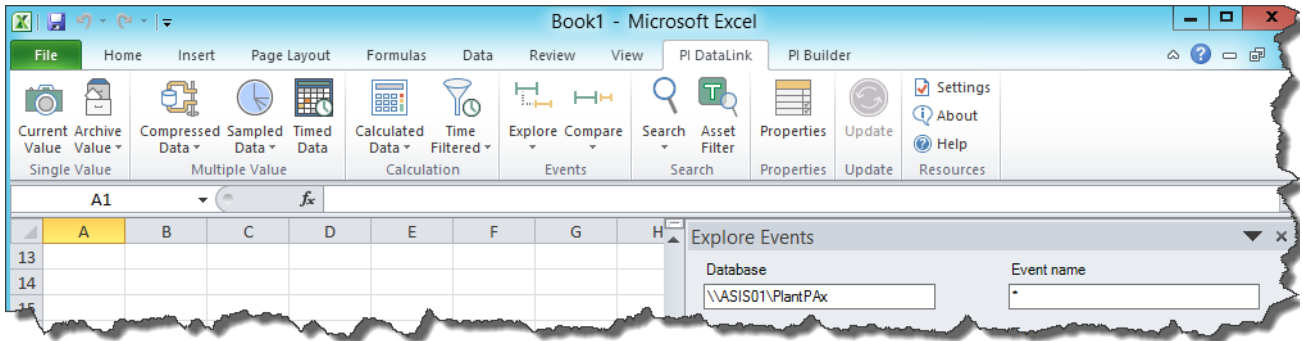 Book1 - Microsoft Excel
File Home Insert Page Layout Formulas Data Review View PI DataLink PI Builder
Current Value Archive Value Compressed Data Sampled Data Timed Data Calculated Data Time Filtered Explore Compare Search Asset Filter Properties Update
Settings
About
Help
Single Value Multiple Value Calculation Events Search Properties Update Resources
A1 fx
A B C D E F G H
Explore Events
13
Database Event name
14
\\ASIS01\PlantPAx *
15